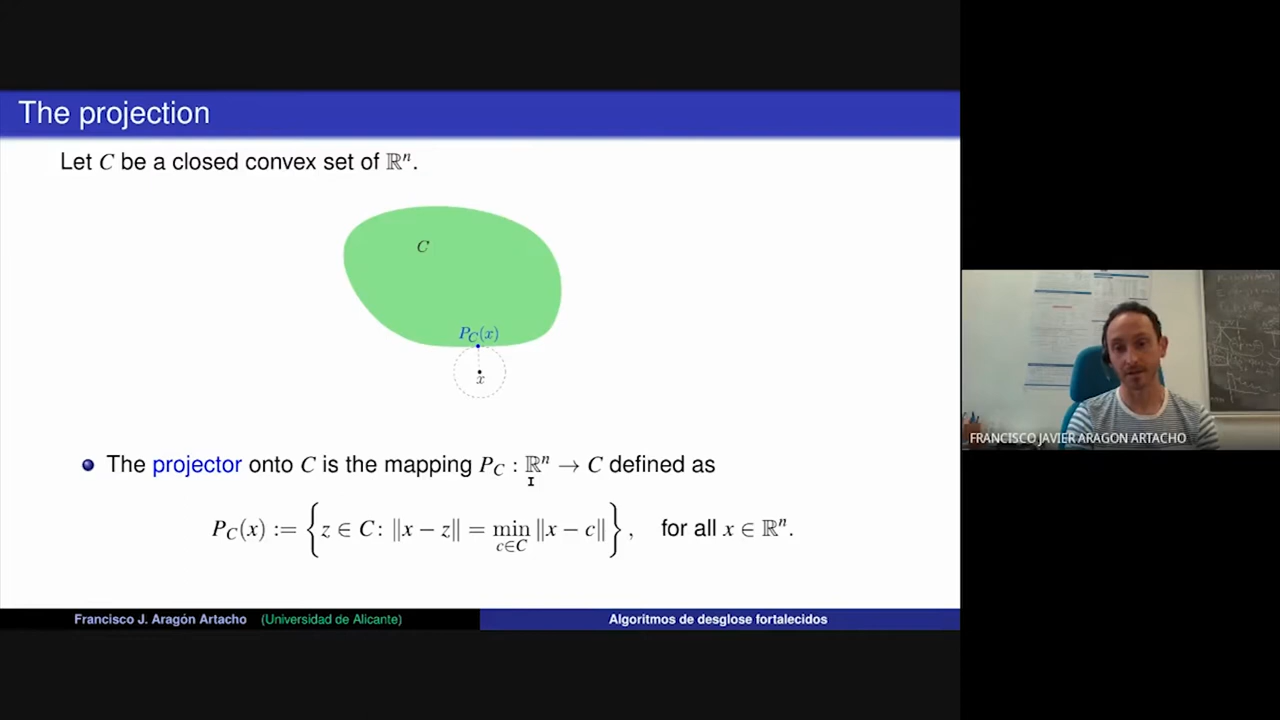 The projection
Let C be a closed convex set of ℝⁿ.
C
P_C(x)
x
The projector onto C is the mapping P_C : ℝⁿ → C defined as
P_C(x) := { z ∈ C : ‖x − z‖ = min_{c∈C} ‖x − c‖ } , for all x ∈ ℝⁿ.
FRANCISCO JAVIER ARAGON ARTACHO
Francisco J. Aragón Artacho (Universidad de Alicante) Algoritmos de desglose fortalecidos